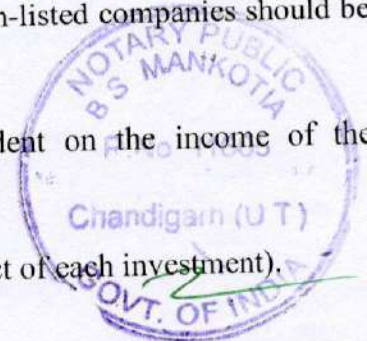 n-listed companies should be
NOTARY PUBLIC
BS MANKOTIA
dent on the income of the
Chandigarh (U T)
ct of each investment).
GOVT. OF INDIA